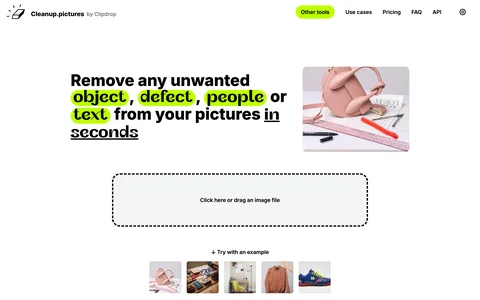 Cleanup.pictures by Clipdrop
Other tools
Use cases
Pricing
FAQ
API
Remove any unwanted
object, defect, people or
text from your pictures in
seconds
Click here or drag an image file
↓ Try with an example